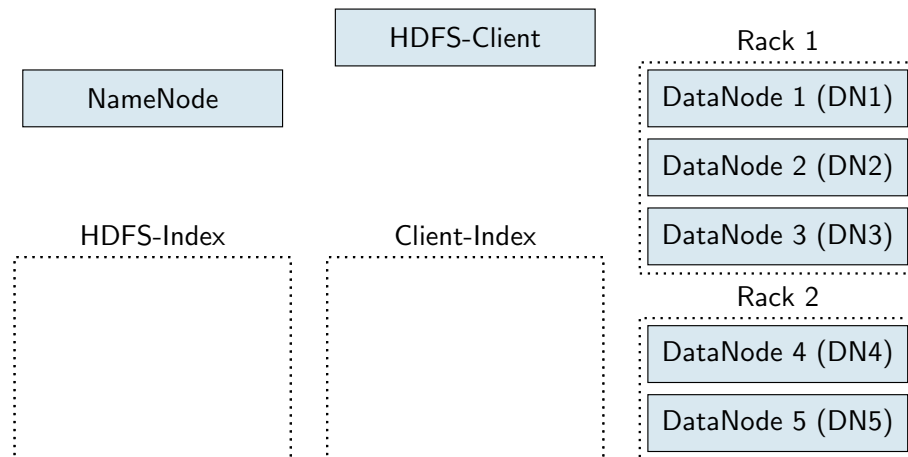 HDFS-Client
NameNode
HDFS-Index
Client-Index
Rack 1
DataNode 1 (DN1)
DataNode 2 (DN2)
DataNode 3 (DN3)
Rack 2
DataNode 4 (DN4)
DataNode 5 (DN5)